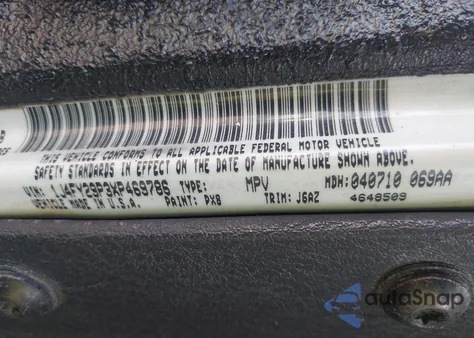 THIS VEHICLE CONFORMS TO ALL APPLICABLE FEDERAL MOTOR VEHICLE
SAFETY STANDARDS IN EFFECT ON THE DATE OF MANUFACTURE SHOWN ABOVE.
VIN: 1J4FY29P3XP469786 TYPE: MPV MDH: 040710 069AA
VEHICLE MADE IN U.S.A. PAINT: PX8 TRIM: J6AZ 4648509
autoSnap